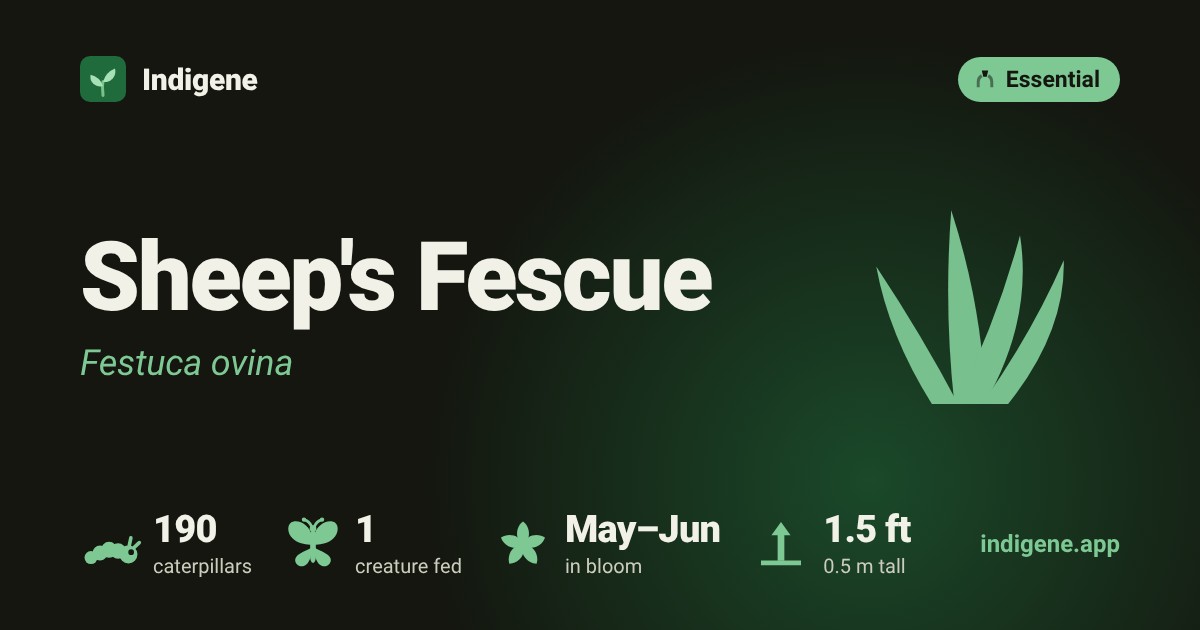 Indigene
Essential
Sheep's Fescue
Festuca ovina
190
caterpillars
1
creature fed
May–Jun
in bloom
1.5 ft
0.5 m tall
indigene.app